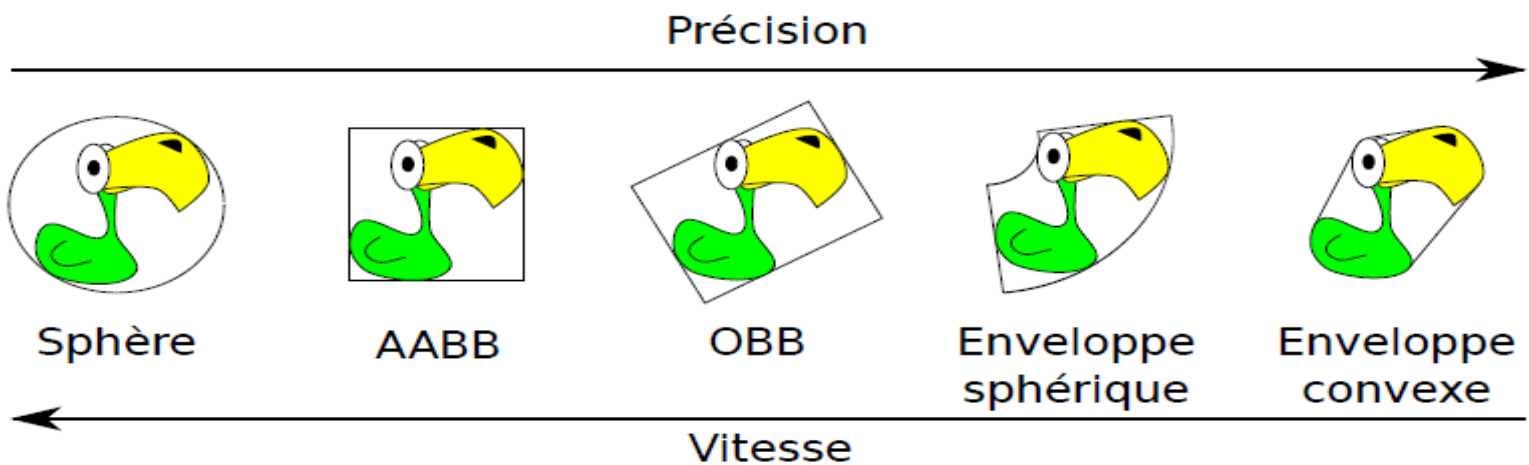 Précision
Sphère
AABB
OBB
Enveloppe
sphérique
Enveloppe
convexe
Vitesse